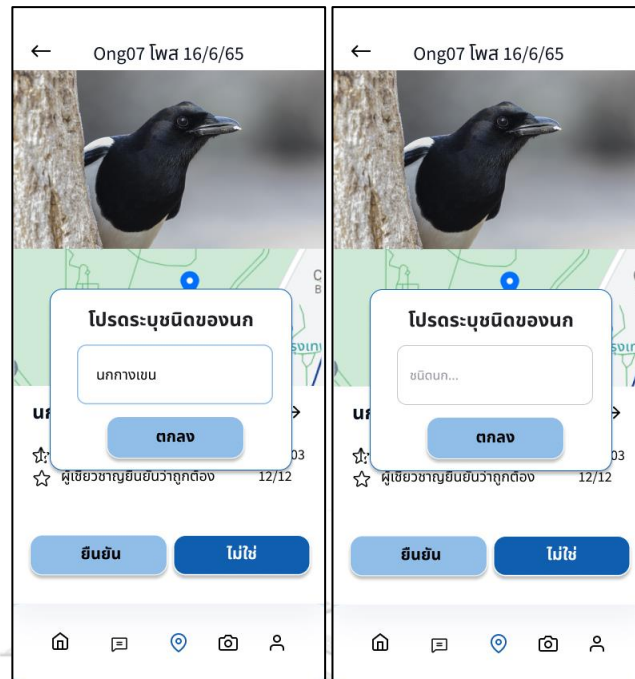 Ong07 โพส 16/6/65
โปรดระบุชนิดของนก
นกกางเขน
ตกลง
03
ผู้เชี่ยวชาญยืนยันว่าถูกต้อง 12/12
ยืนยัน ไม่ใช่
Ong07 โพส 16/6/65
โปรดระบุชนิดของนก
ชนิดนก...
ตกลง
03
ผู้เชี่ยวชาญยืนยันว่าถูกต้อง 12/12
ยืนยัน ไม่ใช่